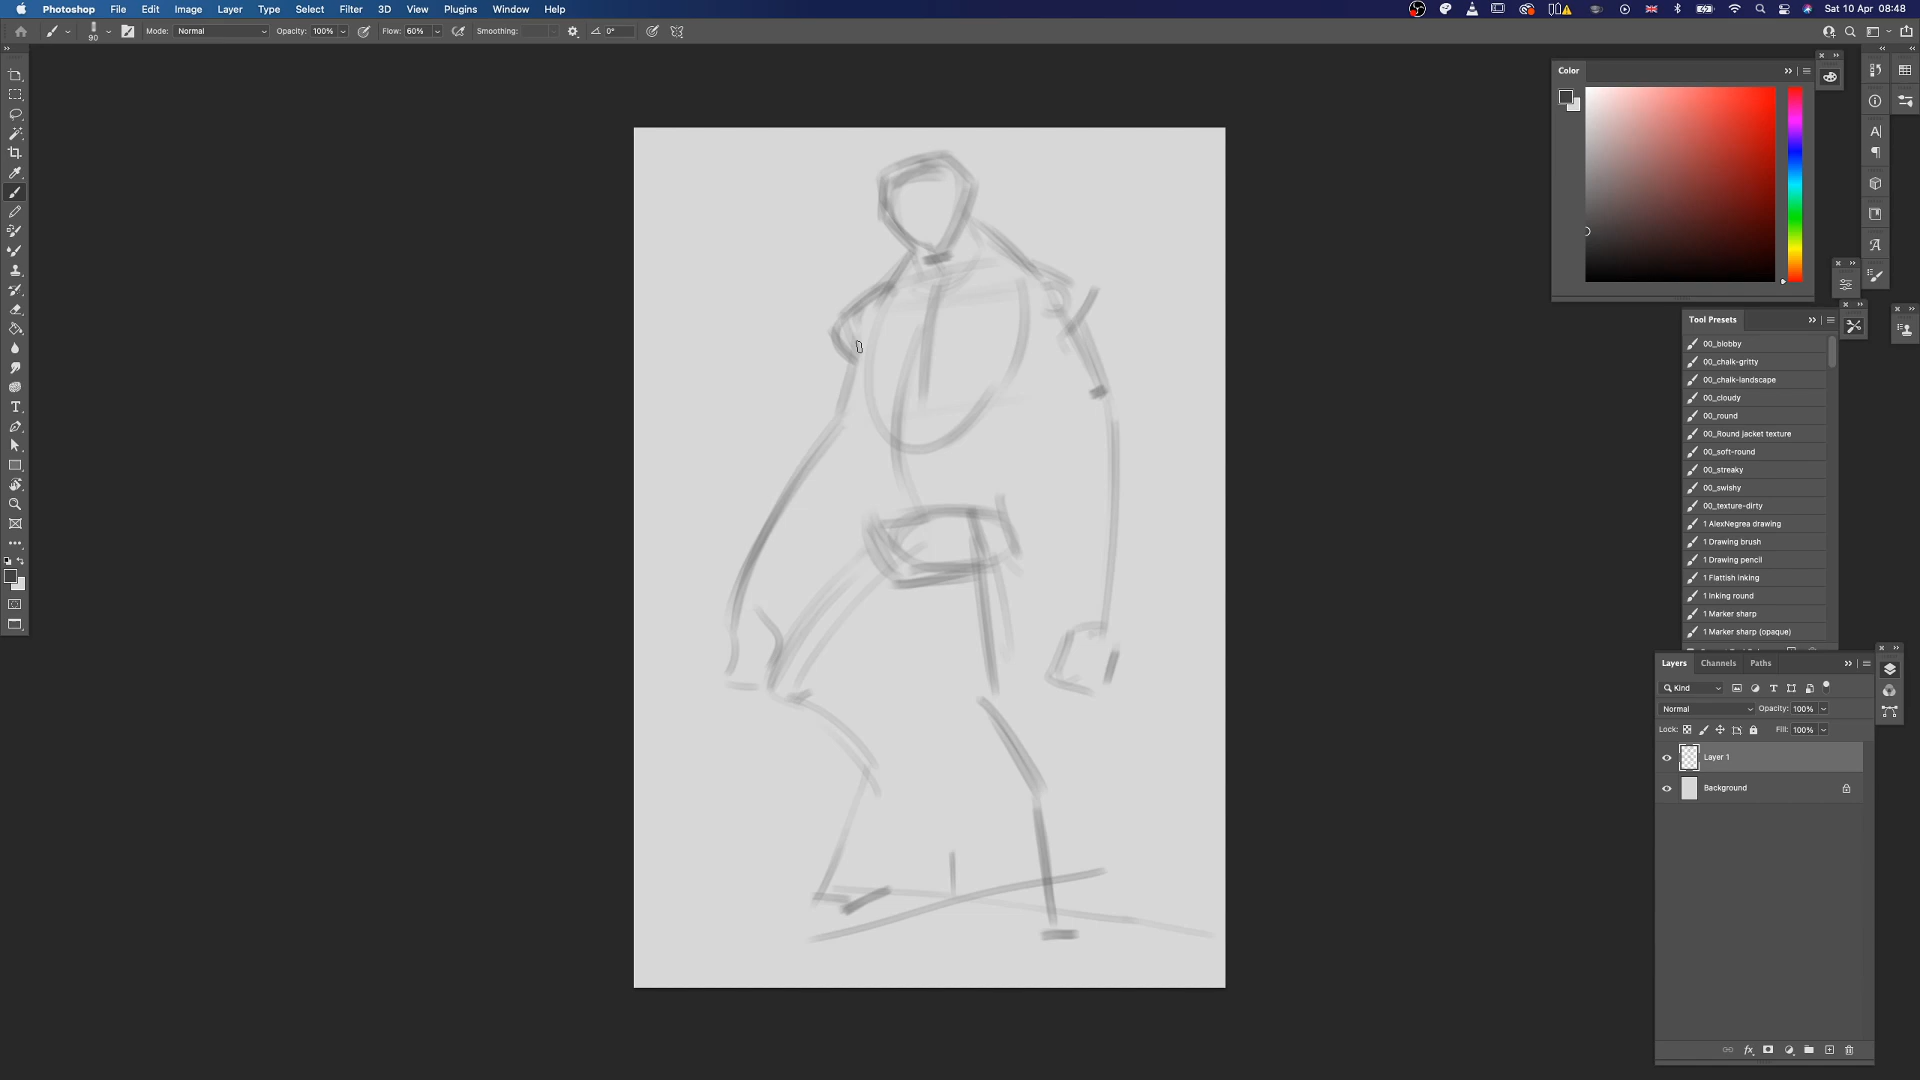 Photoshop File Edit Image Layer Type Select Filter 3D View Plugins Window Help Sat 10 Apr 08:48
90 Mode: Normal Opacity: 100% Flow: 60% Smoothing: 0°
Color
Tool Presets
00_blobby
00_chalk-gritty
00_chalk-landscape
00_cloudy
00_round
00_Round jacket texture
00_soft-round
00_streaky
00_swishy
00_texture-dirty
1 AlexNegrea drawing
1 Drawing brush
1 Drawing pencil
1 Flattish inking
1 Inking round
1 Marker sharp
1 Marker sharp (opaque)
Layers Channels Paths
Kind
Normal Opacity: 100%
Lock: Fill: 100%
Layer 1
Background